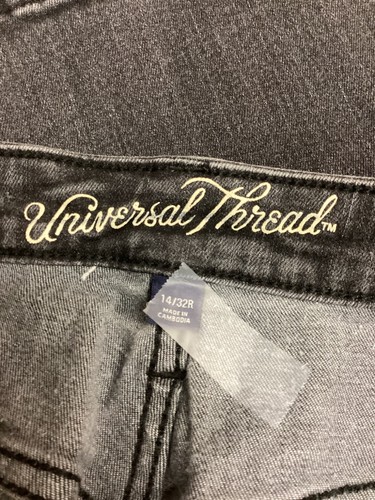 Universal Thread™
14/32R
MADE IN
CAMBODIA